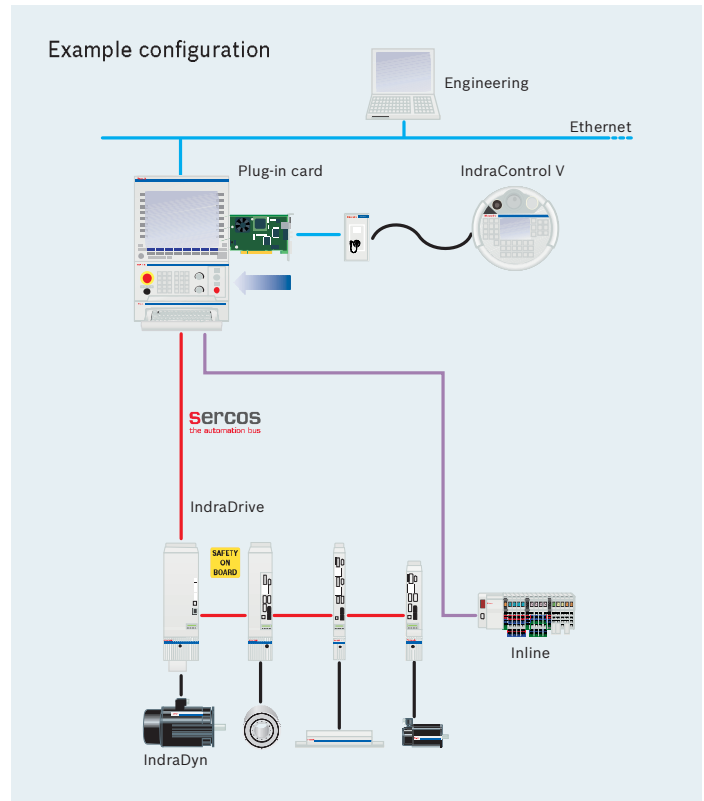 Example configuration
Engineering
Ethernet
Plug-in card
IndraControl V
sercos
the automation bus
IndraDrive
SAFETY
ON
BOARD
Inline
IndraDyn